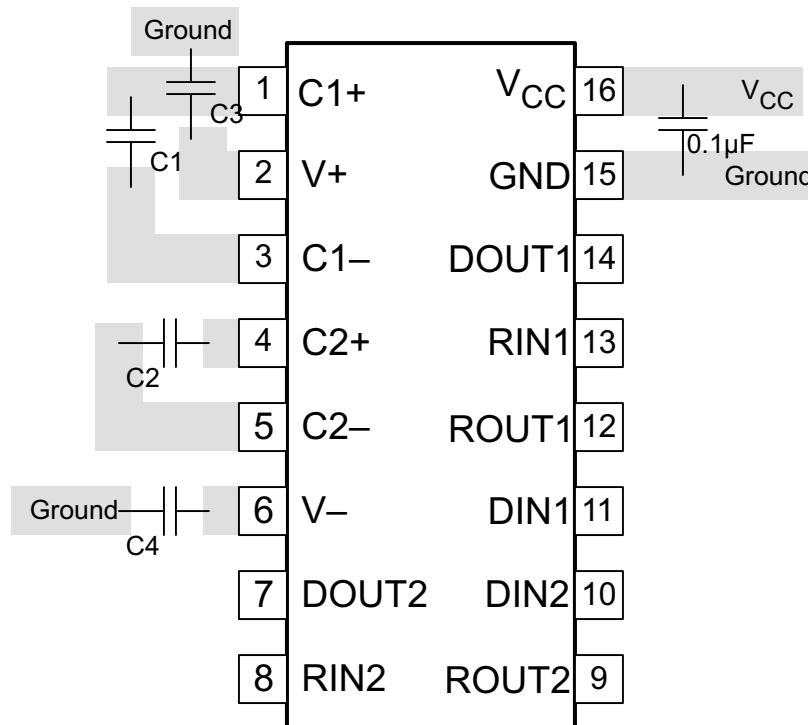 Ground
1 C1+ V_CC 16 V_CC
C3
C1 0.1µF
2 V+ GND 15 Ground
3 C1– DOUT1 14
4 C2+ RIN1 13
C2
5 C2– ROUT1 12
Ground 6 V– DIN1 11
C4
7 DOUT2 DIN2 10
8 RIN2 ROUT2 9